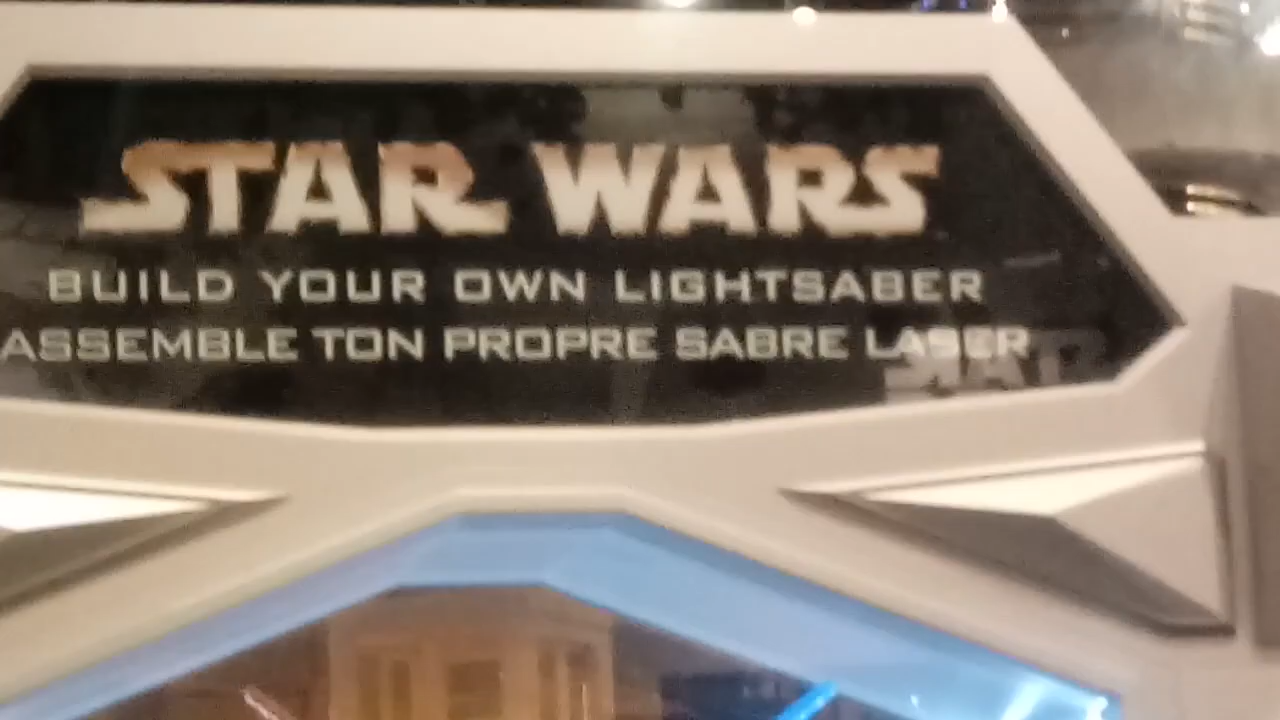 STAR WARS
BUILD YOUR OWN LIGHTSABER
ASSEMBLE TON PROPRE SABRE LASER